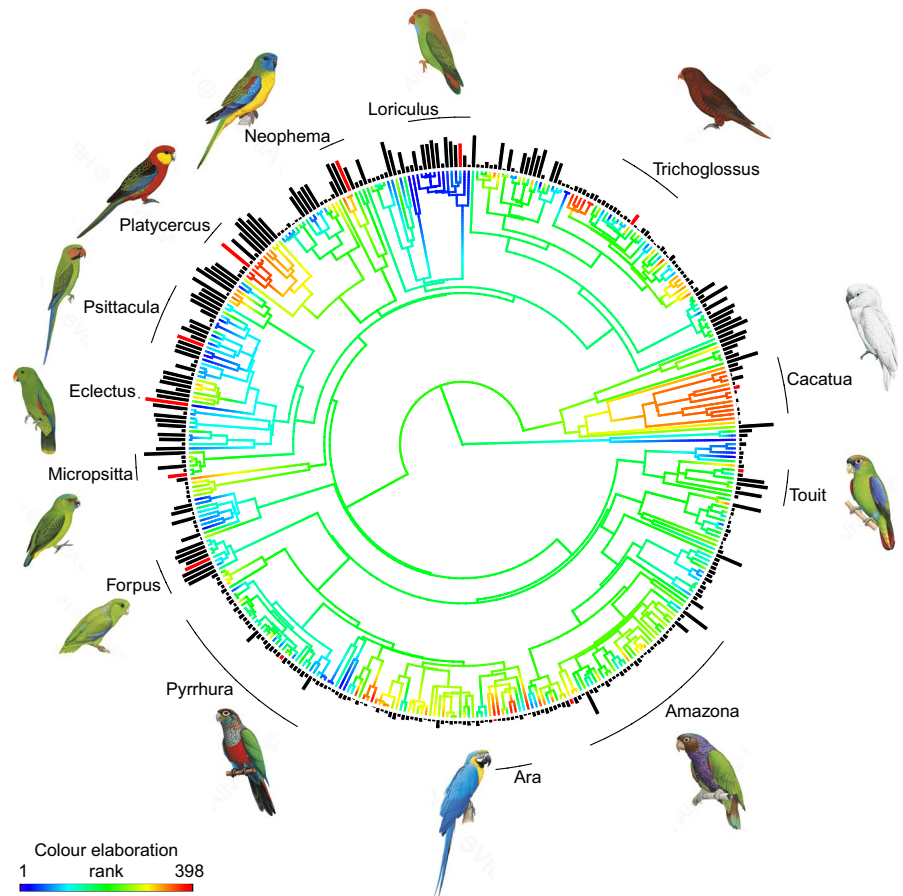 Loriculus
Neophema
Trichoglossus
Platycercus
Psittacula
Cacatua
Eclectus
Micropsitta
Touit
Forpus
Pyrrhura
Amazona
Ara
Colour elaboration
1 rank 398